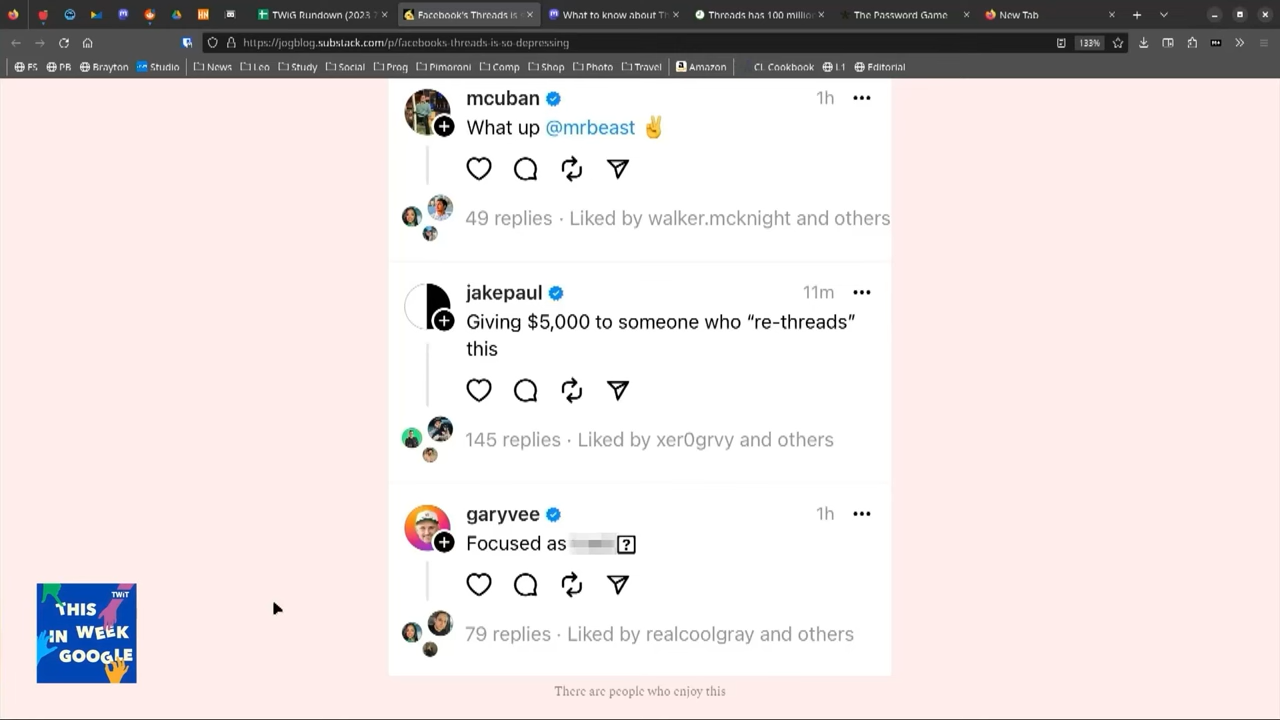 TWiG Rundown (2023 7
Facebook's Threads is
What to know about Th
Threads has 100 millio
The Password Game
New Tab
https://jogblog.substack.com/p/facebooks-threads-is-so-depressing
133%
FS
PB
Brayton
Studio
News
Leo
Study
Social
Prog
Pimoroni
Comp
Shop
Photo
Travel
Amazon
CL Cookbook
L1
Editorial
mcuban
1h
What up @mrbeast ✌
49 replies · Liked by walker.mcknight and others
jakepaul
11m
Giving $5,000 to someone who “re-threads”
this
145 replies · Liked by xer0grvy and others
garyvee
1h
Focused as
79 replies · Liked by realcoolgray and others
There are people who enjoy this
TWiT
THIS
IN WEEK
GOOGLE